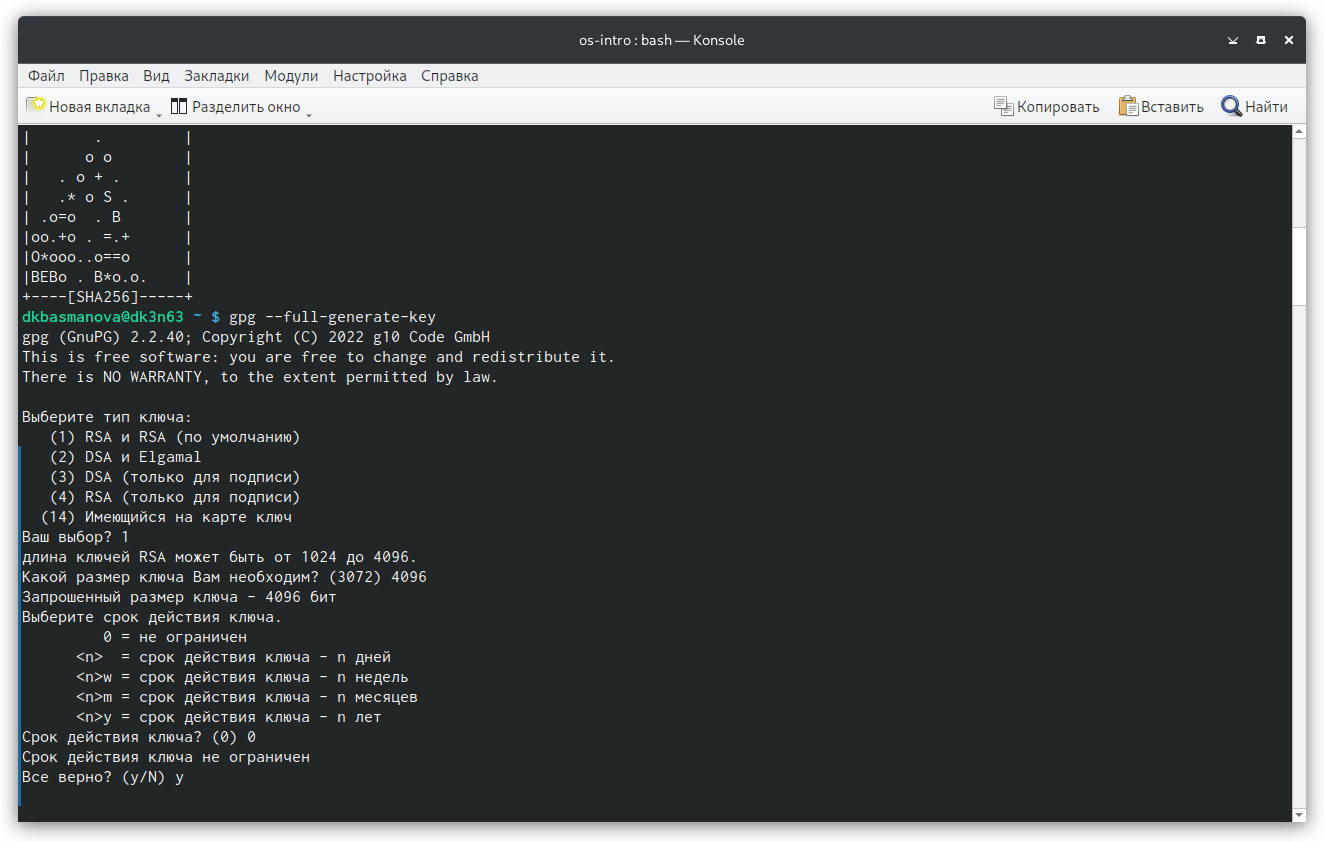 os-intro : bash — Konsole
Файл Правка Вид Закладки Модули Настройка Справка
Новая вкладка Разделить окно Копировать Вставить Найти
|       .         |
|      o o        |
|   . o + .       |
|   .* o S .      |
| .o=o  . B       |
|oo.+o . =.+      |
|O*ooo..o==o      |
|BEBo . B*o.o.    |
+----[SHA256]-----+
dkbasmanova@dk3n63 ~ $ gpg --full-generate-key
gpg (GnuPG) 2.2.40; Copyright (C) 2022 g10 Code GmbH
This is free software: you are free to change and redistribute it.
There is NO WARRANTY, to the extent permitted by law.
Выберите тип ключа:
   (1) RSA и RSA (по умолчанию)
   (2) DSA и Elgamal
   (3) DSA (только для подписи)
   (4) RSA (только для подписи)
  (14) Имеющийся на карте ключ
Ваш выбор? 1
длина ключей RSA может быть от 1024 до 4096.
Какой размер ключа Вам необходим? (3072) 4096
Запрошенный размер ключа - 4096 бит
Выберите срок действия ключа.
         0 = не ограничен
      <n>  = срок действия ключа - n дней
      <n>w = срок действия ключа - n недель
      <n>m = срок действия ключа - n месяцев
      <n>y = срок действия ключа - n лет
Срок действия ключа? (0) 0
Срок действия ключа не ограничен
Все верно? (y/N) y